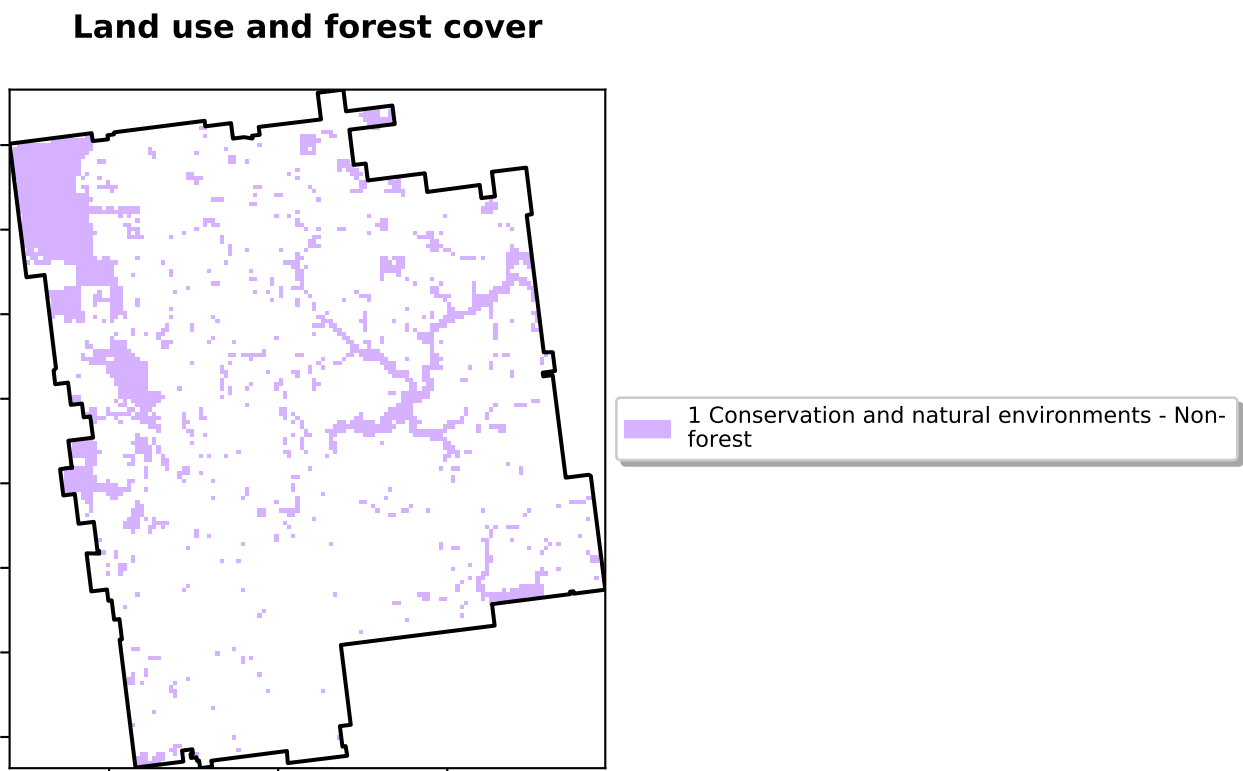 Land use and forest cover
1 Conservation and natural environments - Non-
forest